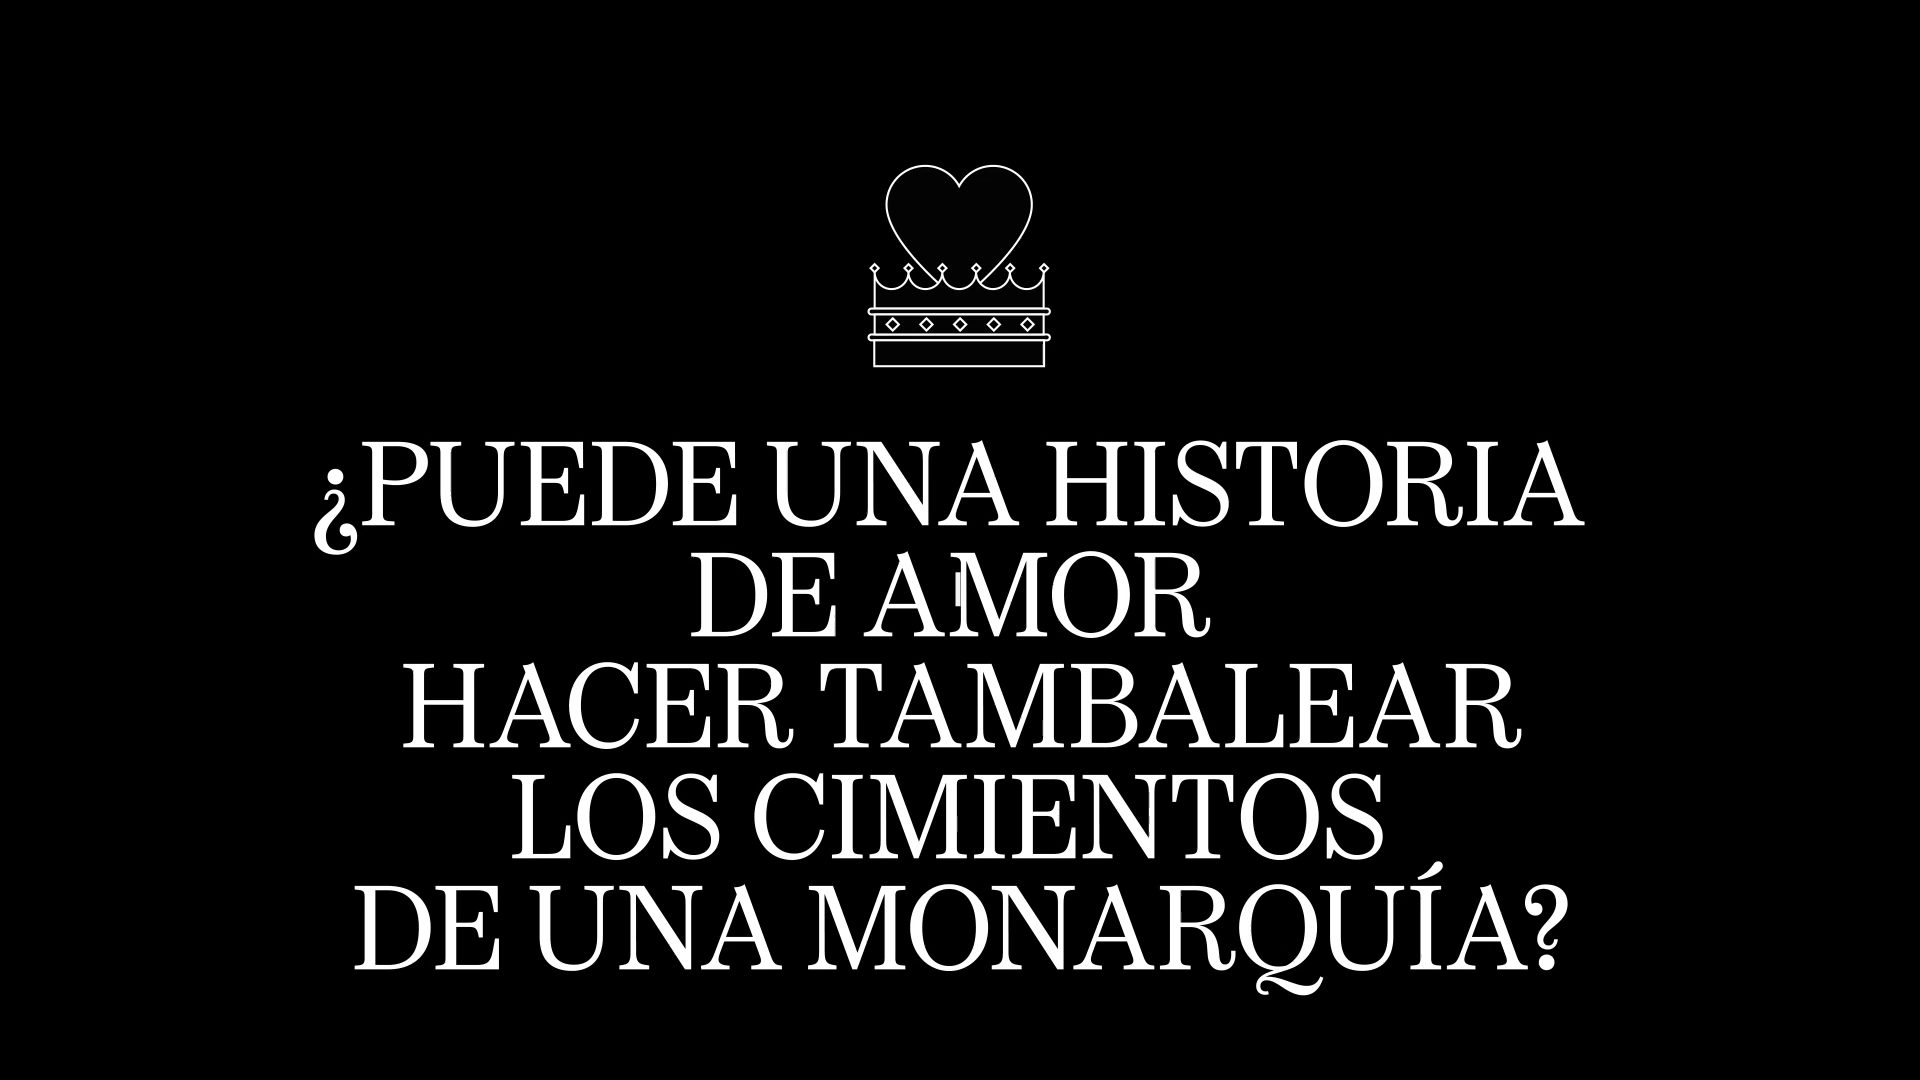 ¿PUEDE UNA HISTORIA
DE AMOR
HACER TAMBALEAR
LOS CIMIENTOS
DE UNA MONARQUÍA?